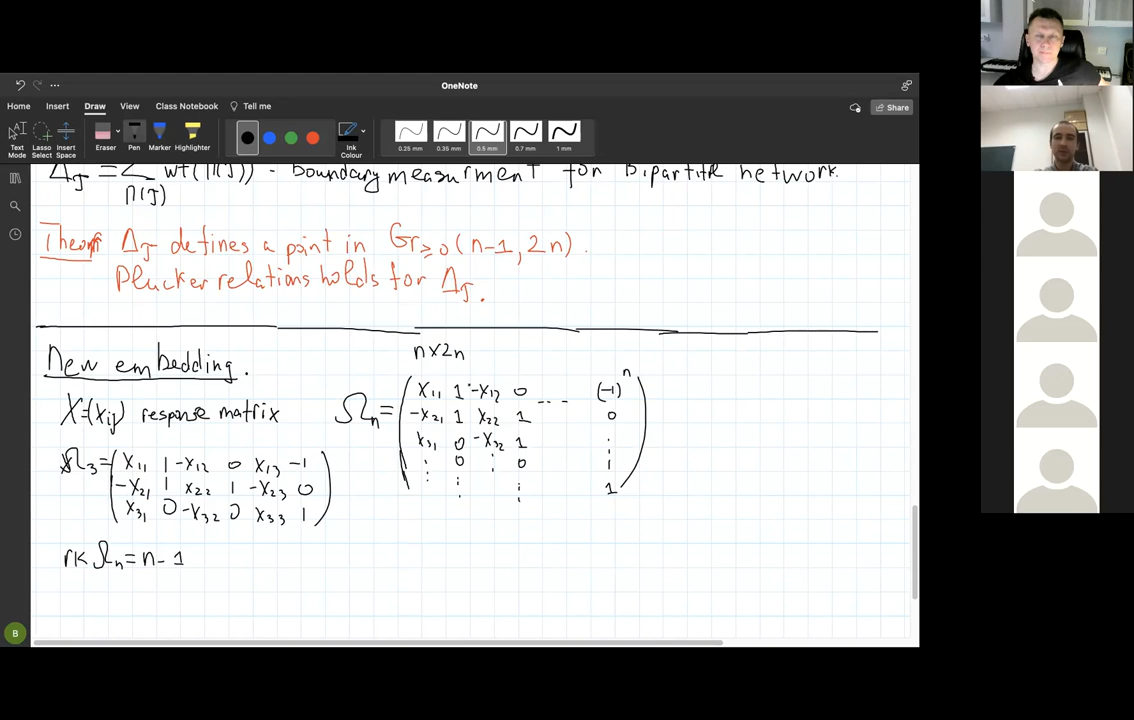 OneNote
Home Insert Draw View Class Notebook Tell me
Share
Text Mode Lasso Select Insert Space Eraser Pen Marker Highlighter Ink Colour 0.25 mm 0.35 mm 0.5 mm 0.7 mm 1 mm
Δ_J = Σ wt(Π(J)) - boundary measurment for Bipartite network.
Π(J)
Theorem Δ_J defines a point in Gr≥0(n-1, 2n).
Plucker relations holds for Δ_J.
New embedding.
n×2n
X=(x_ij) response matrix
Ω_n = ( x11 1 -x12 0 ... (-1)^n
-x21 1 x22 1 0
x31 0 -x32 1 ⋮
⋮ 0 ⋮ 0 ⋮
⋮ ⋮ ⋮ 1 )
Ω_3 = ( x11 1 -x12 0 x13 -1
-x21 1 x22 1 -x23 0
x31 0 -x32 0 x33 1 )
rk Ω_n = n-1
B